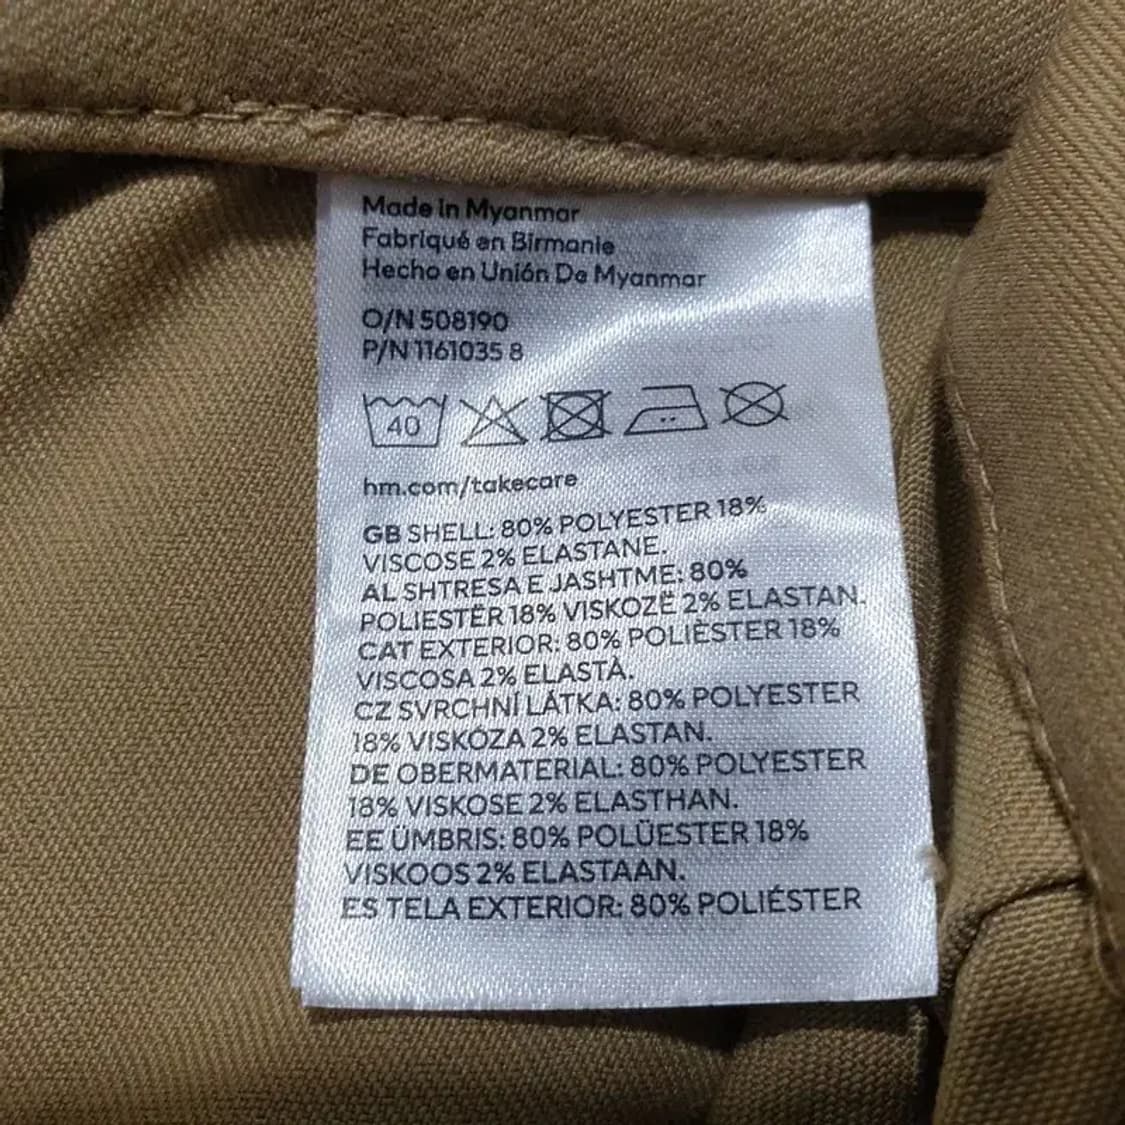 Made in Myanmar
Fabriqué en Birmanie
Hecho en Unión De Myanmar
O/N 508190
P/N 1161035 8
40
hm.com/takecare
GB SHELL: 80% POLYESTER 18%
VISCOSE 2% ELASTANE.
AL SHTRESA E JASHTME: 80%
POLIESTËR 18% VISKOZË 2% ELASTAN.
CAT EXTERIOR: 80% POLIÈSTER 18%
VISCOSA 2% ELASTÀ.
CZ SVRCHNÍ LÁTKA: 80% POLYESTER
18% VISKÓZA 2% ELASTAN.
DE OBERMATERIAL: 80% POLYESTER
18% VISKOSE 2% ELASTHAN.
EE ÜMBRIS: 80% POLÜESTER 18%
VISKOOS 2% ELASTAAN.
ES TELA EXTERIOR: 80% POLIÉSTER